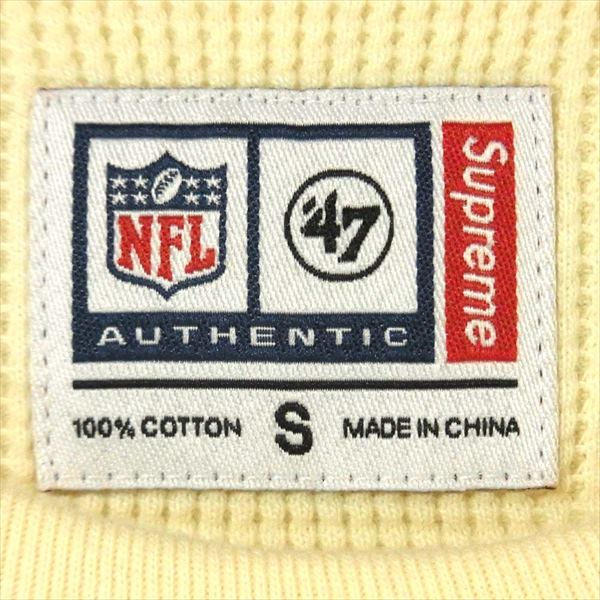 NFL
'47
AUTHENTIC
Supreme
100% COTTON S MADE IN CHINA